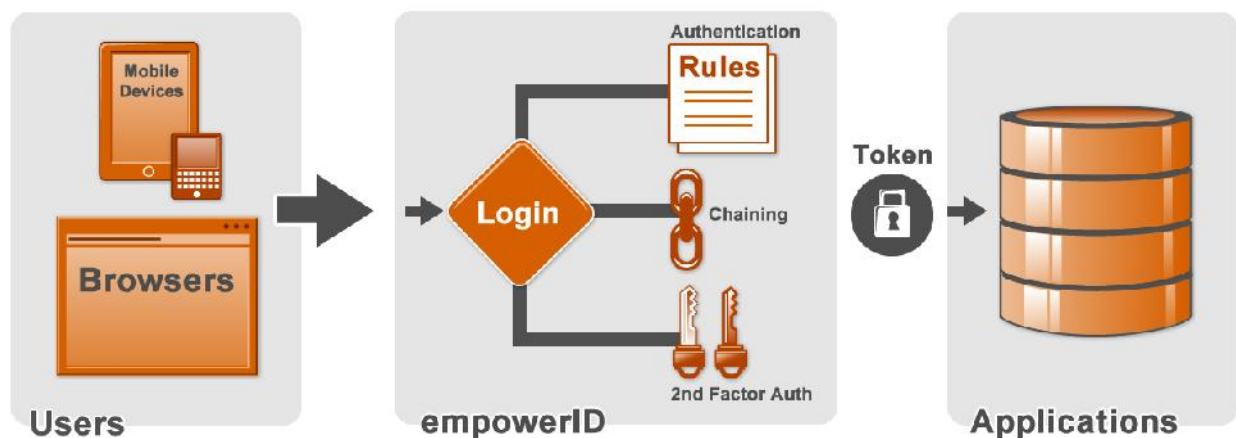 Mobile
Devices
Browsers
Users
Authentication
Rules
Login
Chaining
2nd Factor Auth
empowerID
Token
Applications